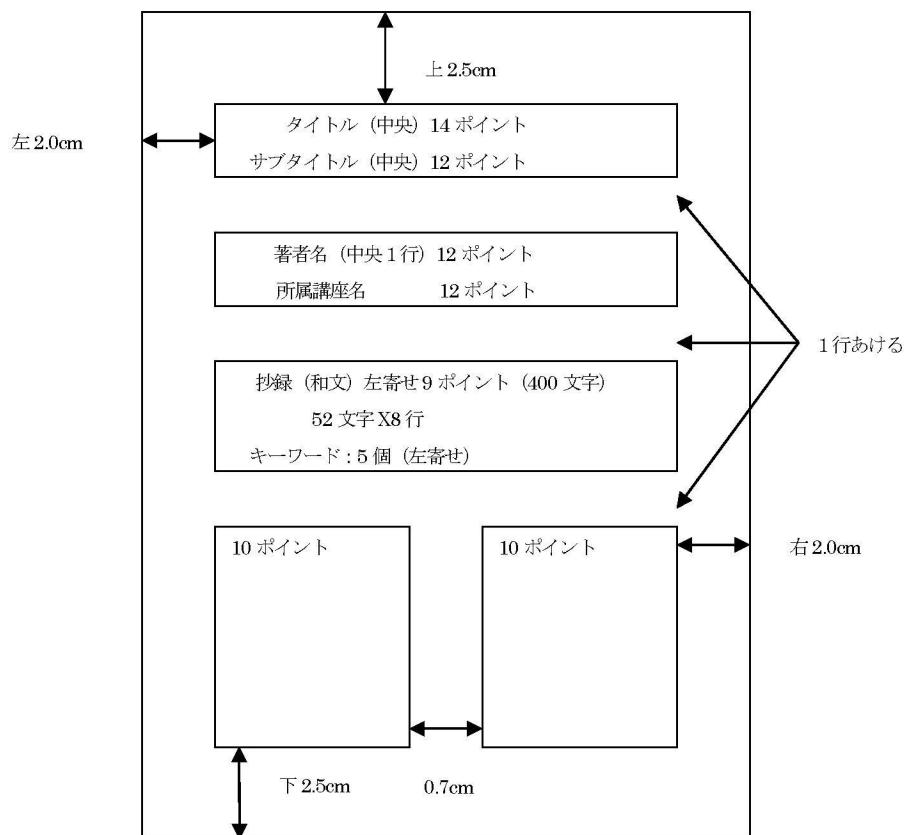 上 2.5cm
タイトル（中央）14 ポイント
左 2.0cm
サブタイトル（中央）12 ポイント
著者名（中央 1 行）12 ポイント
所属講座名 12 ポイント
1 行あける
抄録（和文）左寄せ 9 ポイント（400 文字）
52 文字 X8 行
キーワード：5 個（左寄せ）
10 ポイント
10 ポイント
右 2.0cm
下 2.5cm
0.7cm